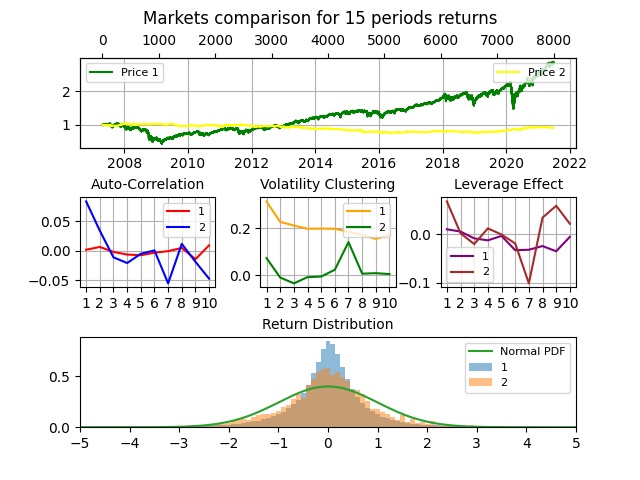 Markets comparison for 15 periods returns
0 1000 2000 3000 4000 5000 6000 7000 8000
Price 1
Price 2
2
1
2008 2010 2012 2014 2016 2018 2020 2022
Auto-Correlation
Volatility Clustering
Leverage Effect
0.05
0.00
−0.05
1
2
1 2 3 4 5 6 7 8 9 10
0.2
0.0
1
2
1 2 3 4 5 6 7 8 9 10
0.0
−0.1
1
2
1 2 3 4 5 6 7 8 9 10
Return Distribution
0.5
0.0
Normal PDF
1
2
−5 −4 −3 −2 −1 0 1 2 3 4 5